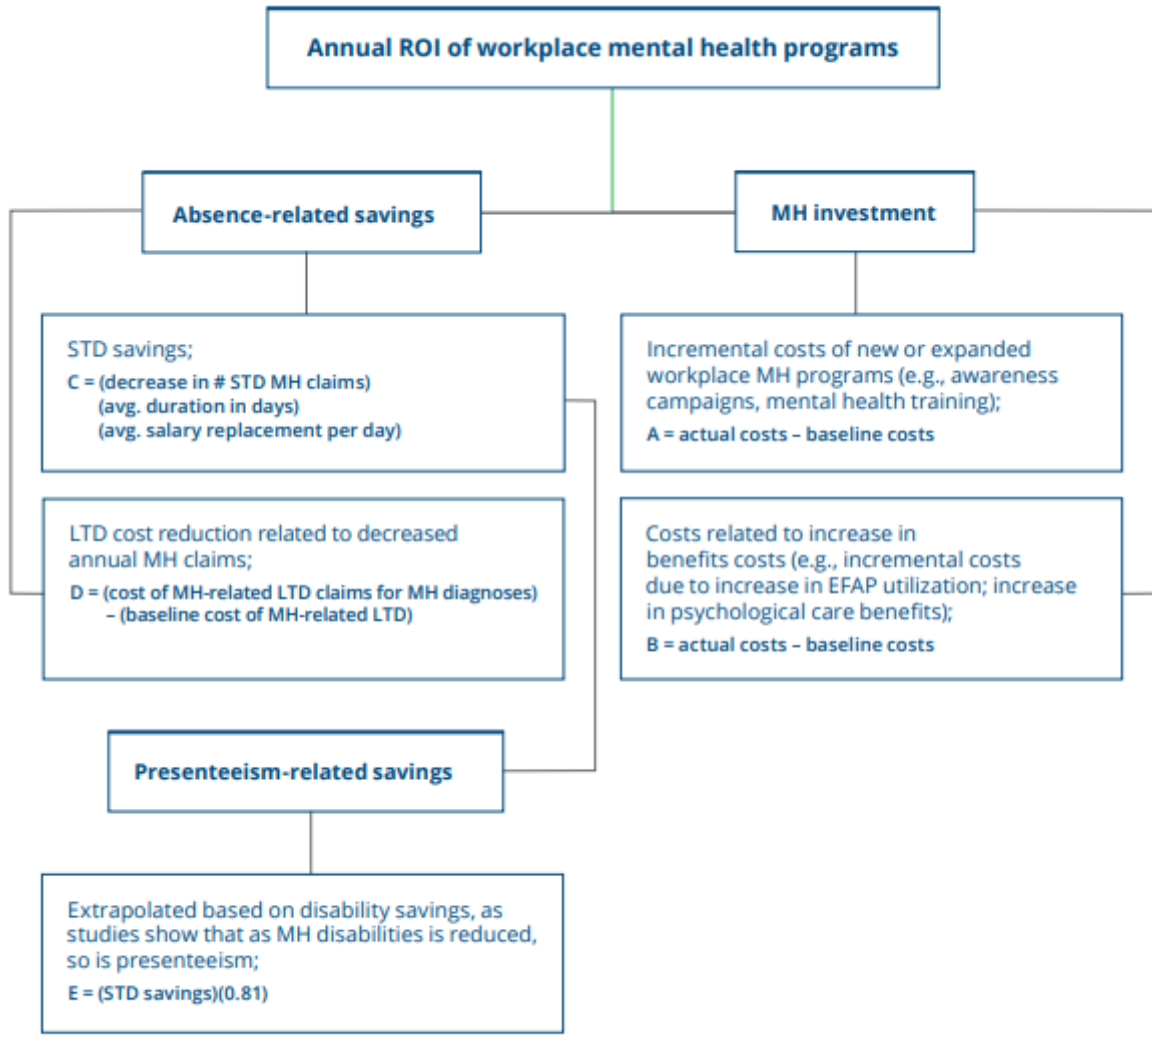 Annual ROI of workplace mental health programs
Absence-related savings
MH investment
STD savings;
C = (decrease in # STD MH claims)
(avg. duration in days)
(avg. salary replacement per day)
Incremental costs of new or expanded
workplace MH programs (e.g., awareness
campaigns, mental health training);
A = actual costs – baseline costs
LTD cost reduction related to decreased
annual MH claims;
D = (cost of MH-related LTD claims for MH diagnoses)
– (baseline cost of MH-related LTD)
Costs related to increase in
benefits costs (e.g., incremental costs
due to increase in EFAP utilization; increase
in psychological care benefits);
B = actual costs – baseline costs
Presenteeism-related savings
Extrapolated based on disability savings, as
studies show that as MH disabilities is reduced,
so is presenteeism;
E = (STD savings)(0.81)